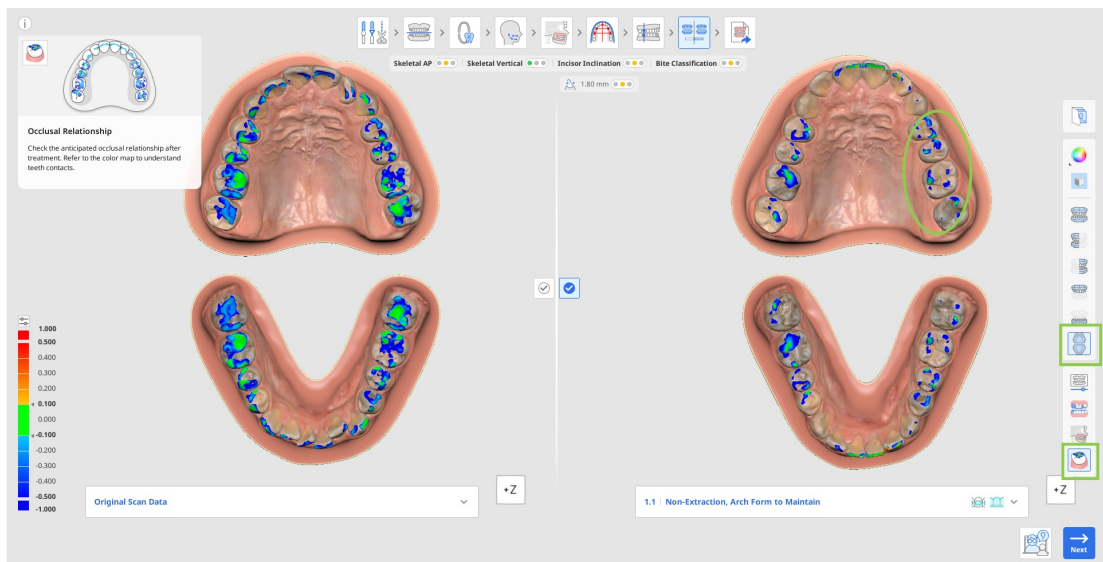 Skeletal AP
Skeletal Vertical
Incisor Inclination
Bite Classification
1.80 mm
Occlusal Relationship
Check the anticipated occlusal relationship after
treatment. Refer to the color map to understand
teeth contacts.
1.000
0.500
0.400
0.300
0.200
0.100
0.000
-0.100
-0.200
-0.300
-0.400
-0.500
-1.000
Original Scan Data
+Z
1.1 | Non-Extraction, Arch Form to Maintain
+Z
Next